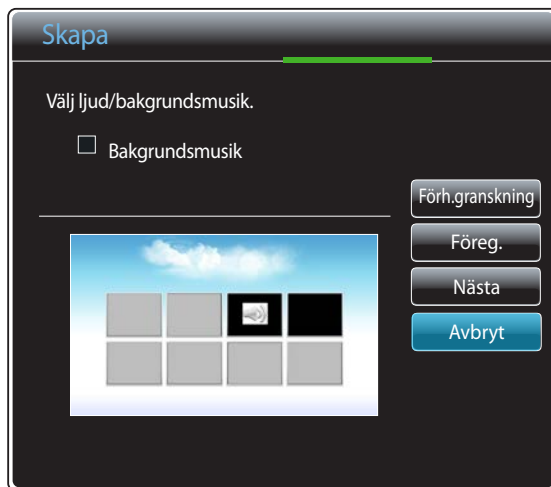 Skapa
Välj ljud/bakgrundsmusik.
Bakgrundsmusik
Förh.granskning
Föreg.
Nästa
Avbryt